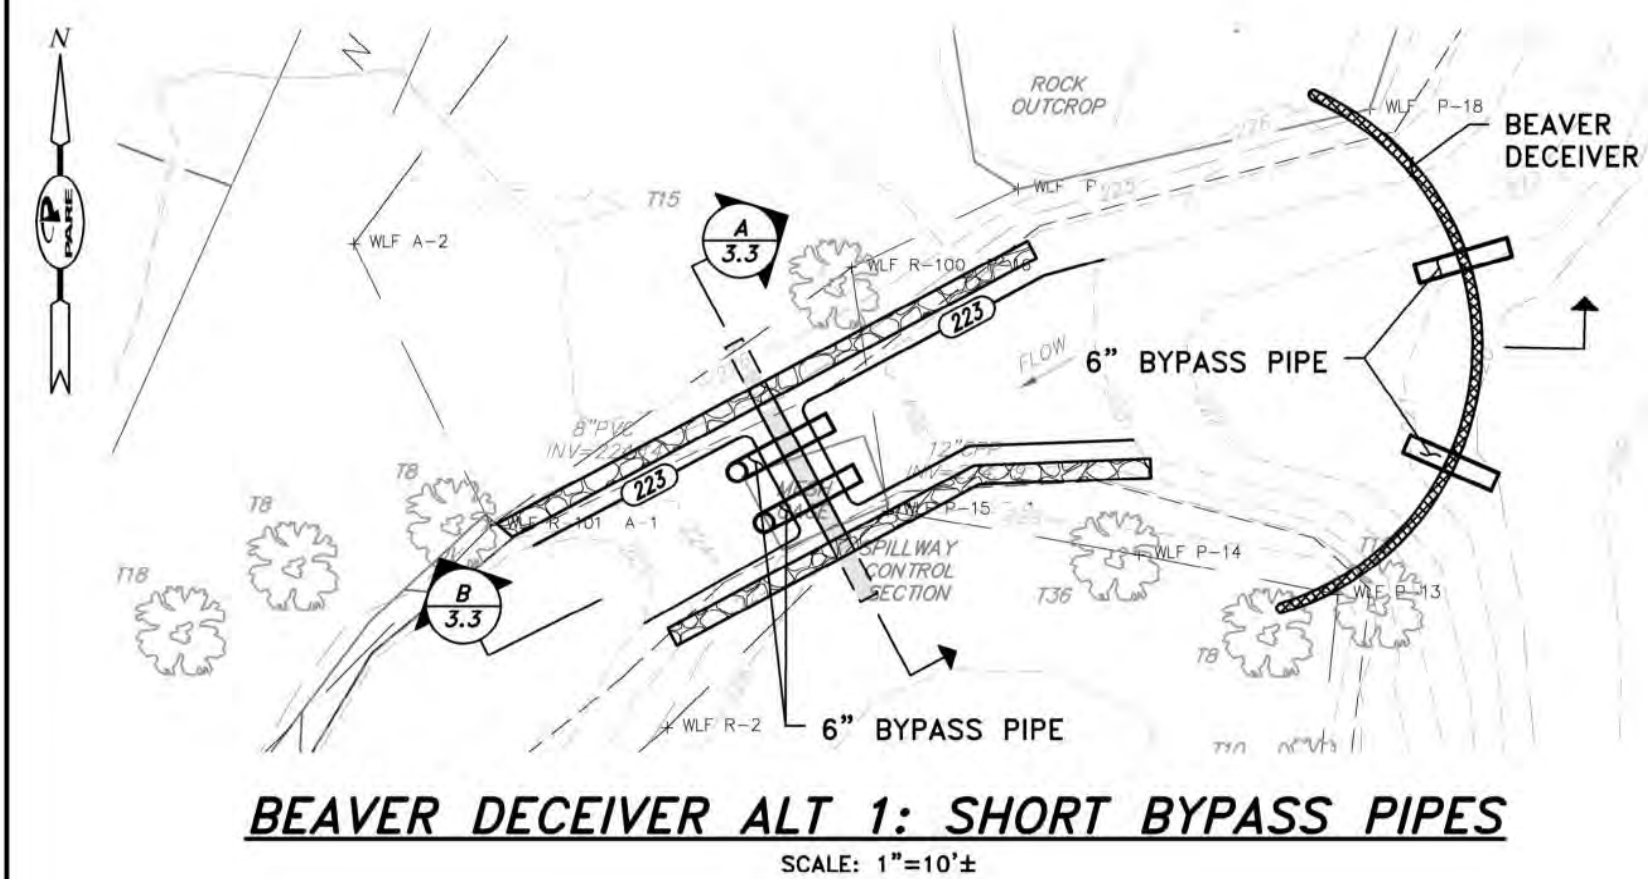 N
N
PARE
ROCK
OUTCROP
WLF P-18
BEAVER
DECEIVER
226
WLF P
225
T15
A
3.3
WLF A-2
WLF R-100
223
FLOW
6" BYPASS PIPE
8"PVC
T8
223
T8
WLF R-101 A-1
WLF P-15
SPILLWAY
CONTROL
SECTION
WLF P-14
T36
T18
B
3.3
WLF P-13
T8
WLF R-2
6" BYPASS PIPE
BEAVER DECEIVER ALT 1: SHORT BYPASS PIPES
SCALE: 1"=10'±